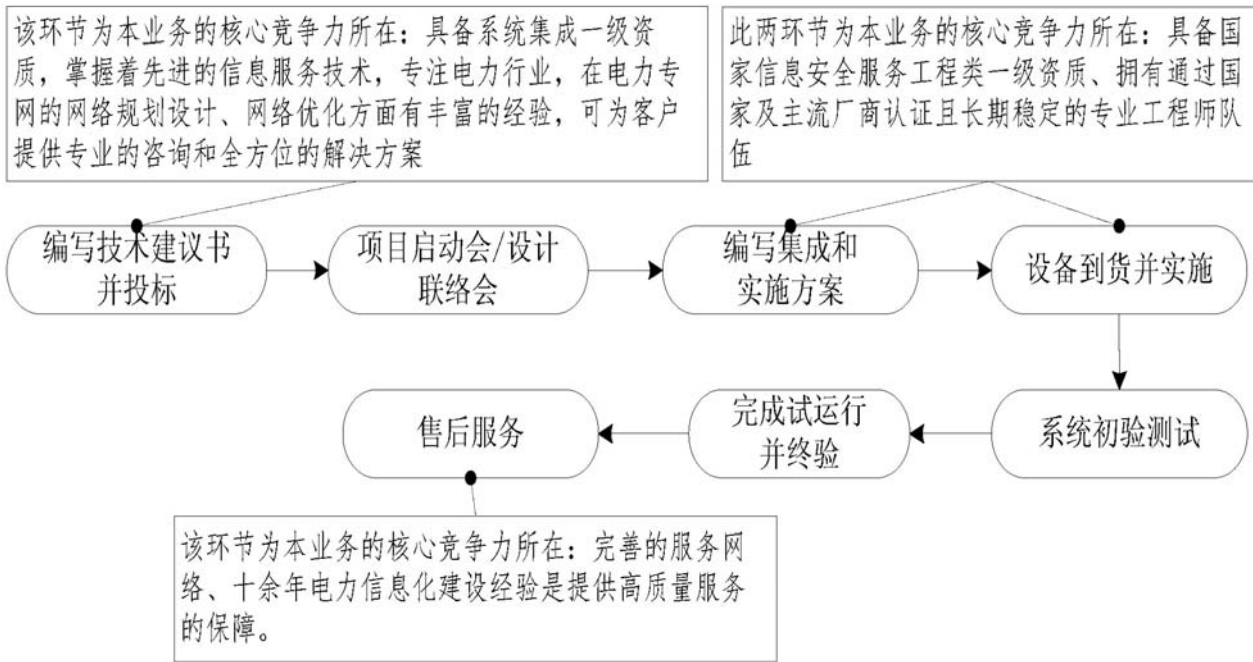 该环节为本业务的核心竞争力所在：具备系统集成一级资
质，掌握着先进的信息服务技术，专注电力行业，在电力专
网的网络规划设计、网络优化方面有丰富的经验，可为客户
提供专业的咨询和全方位的解决方案
此两环节为本业务的核心竞争力所在：具备国
家信息安全服务工程类一级资质、拥有通过国
家及主流厂商认证且长期稳定的专业工程师队
伍
编写技术建议书
并投标
项目启动会/设计
联络会
编写集成和
实施方案
设备到货并实施
系统初验测试
完成试运行
并终验
售后服务
该环节为本业务的核心竞争力所在：完善的服务网
络、十余年电力信息化建设经验是提供高质量服务
的保障。